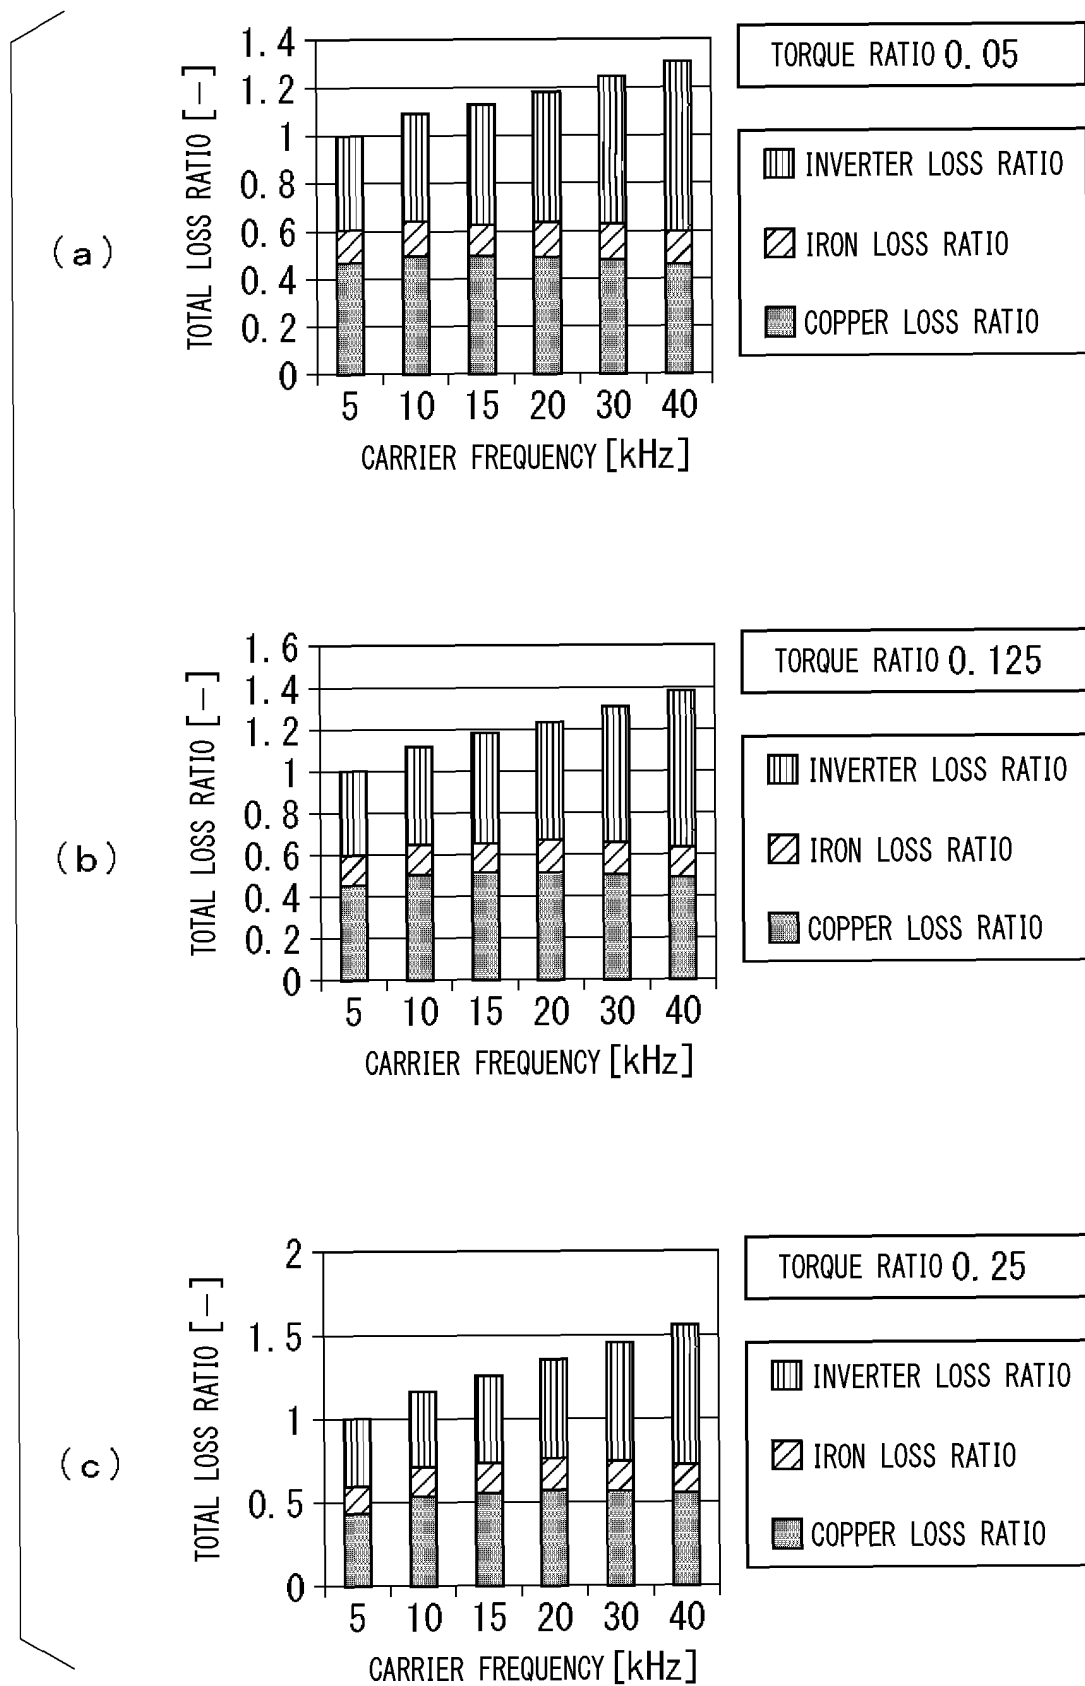 (a)
TOTAL LOSS RATIO [－]
1. 4
1. 2
1
0. 8
0. 6
0. 4
0. 2
0
5 10 15 20 30 40
CARRIER FREQUENCY [kHz]
TORQUE RATIO 0. 05
INVERTER LOSS RATIO
IRON LOSS RATIO
COPPER LOSS RATIO
(b)
TOTAL LOSS RATIO [－]
1. 6
1. 4
1. 2
1
0. 8
0. 6
0. 4
0. 2
0
5 10 15 20 30 40
CARRIER FREQUENCY [kHz]
TORQUE RATIO 0. 125
INVERTER LOSS RATIO
IRON LOSS RATIO
COPPER LOSS RATIO
(c)
TOTAL LOSS RATIO [－]
2
1. 5
1
0. 5
0
5 10 15 20 30 40
CARRIER FREQUENCY [kHz]
TORQUE RATIO 0. 25
INVERTER LOSS RATIO
IRON LOSS RATIO
COPPER LOSS RATIO